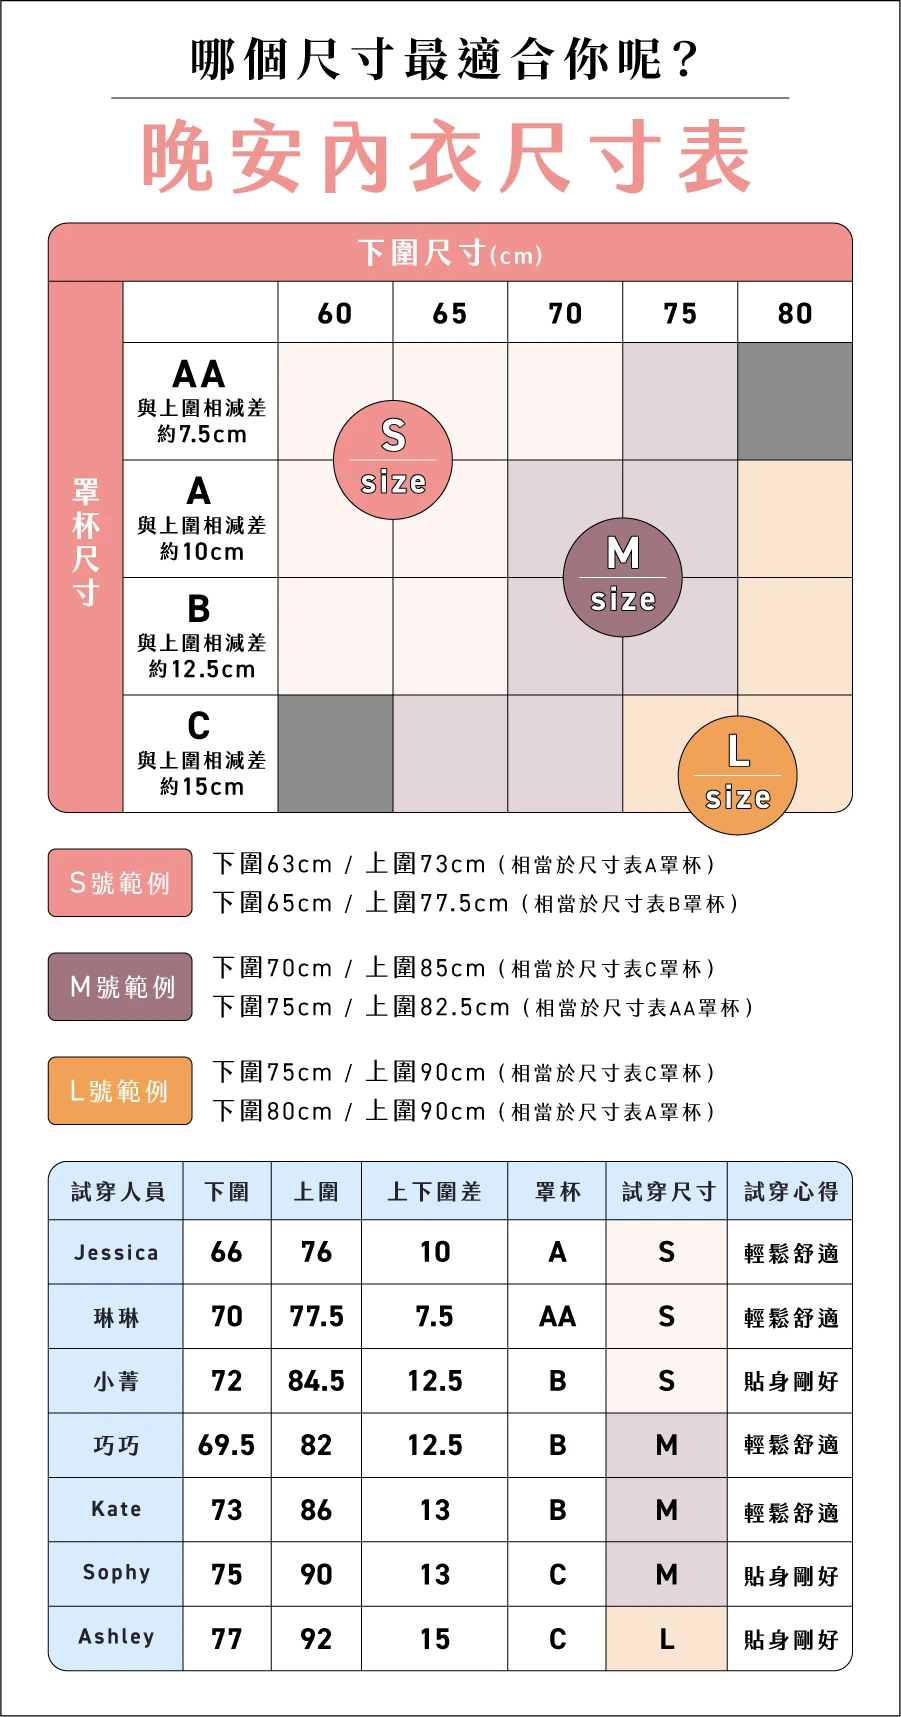 哪個尺寸最適合你呢?
晚安內衣尺寸表
下圍尺寸(cm)
60 65 70 75 80
罩杯尺寸
AA
與上圍相減差
約7.5cm
A
與上圍相減差
約10cm
B
與上圍相減差
約12.5cm
C
與上圍相減差
約15cm
S
size
M
size
L
size
S號範例
下圍63cm / 上圍73cm (相當於尺寸表A罩杯)
下圍65cm / 上圍77.5cm (相當於尺寸表B罩杯)
M號範例
下圍70cm / 上圍85cm (相當於尺寸表C罩杯)
下圍75cm / 上圍82.5cm (相當於尺寸表AA罩杯)
L號範例
下圍75cm / 上圍90cm (相當於尺寸表C罩杯)
下圍80cm / 上圍90cm (相當於尺寸表A罩杯)
試穿人員 下圍 上圍 上下圍差 罩杯 試穿尺寸 試穿心得
Jessica 66 76 10 A S 輕鬆舒適
琳琳 70 77.5 7.5 AA S 輕鬆舒適
小菁 72 84.5 12.5 B S 貼身剛好
巧巧 69.5 82 12.5 B M 輕鬆舒適
Kate 73 86 13 B M 輕鬆舒適
Sophy 75 90 13 C M 貼身剛好
Ashley 77 92 15 C L 貼身剛好